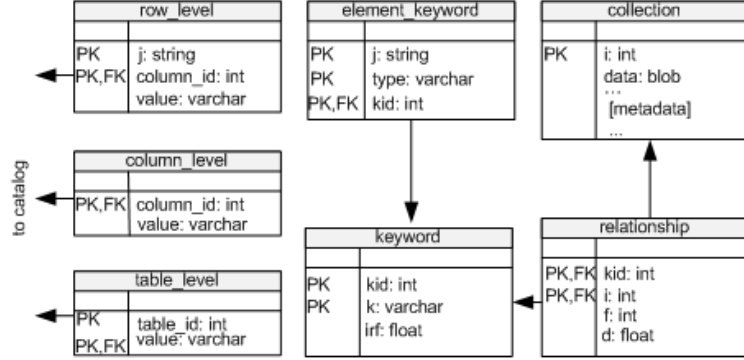 row_level
PK j: string
PK,FK column_id: int
value: varchar
element_keyword
PK j: string
PK type: varchar
PK,FK kid: int
collection
PK i: int
data: blob
...
[metadata]
...
to catalog
column_level
PK,FK column_id: int
value: varchar
keyword
PK kid: int
PK k: varchar
irf: float
relationship
PK,FK kid: int
PK,FK i: int
f: int
d: float
table_level
PK table_id: int
PK,FK value: varchar